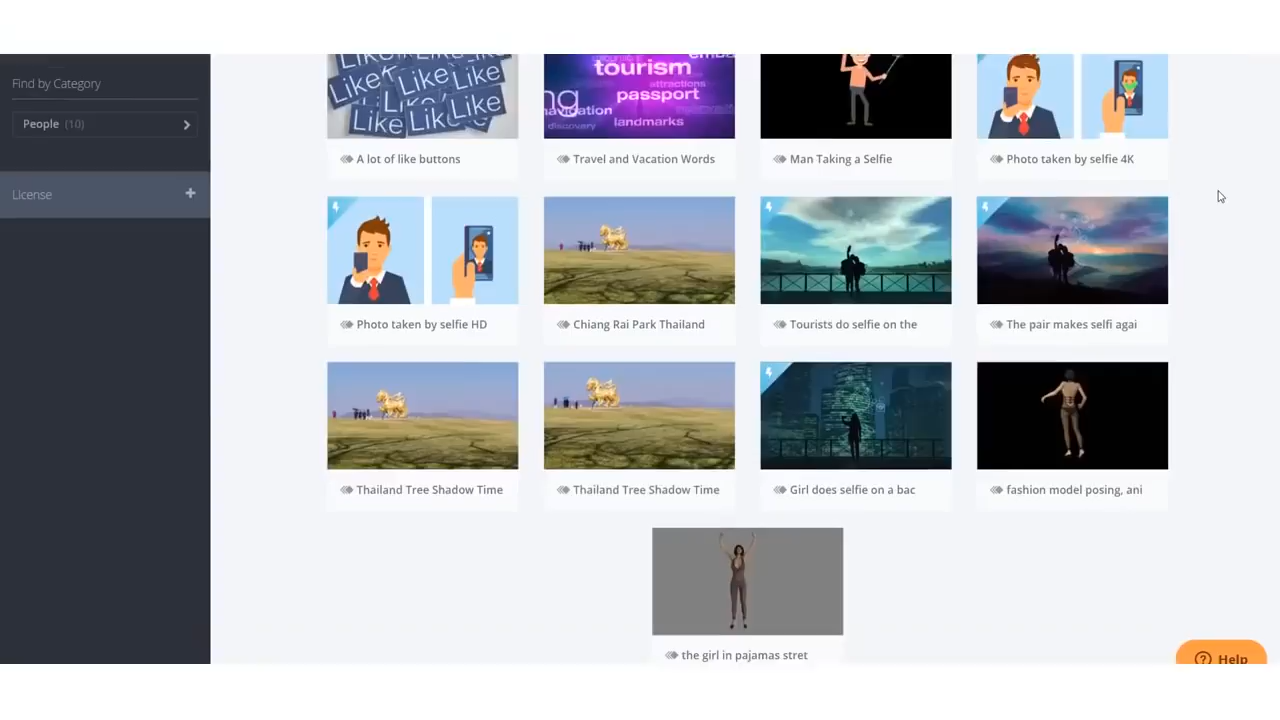 Find by Category
People (10)
License
Like Like
Like Like Like
Like Like
tourism
attractions
passport
navigation
discovery
landmarks
A lot of like buttons
Travel and Vacation Words
Man Taking a Selfie
Photo taken by selfie 4K
Photo taken by selfie HD
Chiang Rai Park Thailand
Tourists do selfie on the
The pair makes selfi agai
Thailand Tree Shadow Time
Thailand Tree Shadow Time
Girl does selfie on a bac
fashion model posing, ani
the girl in pajamas stret
Help